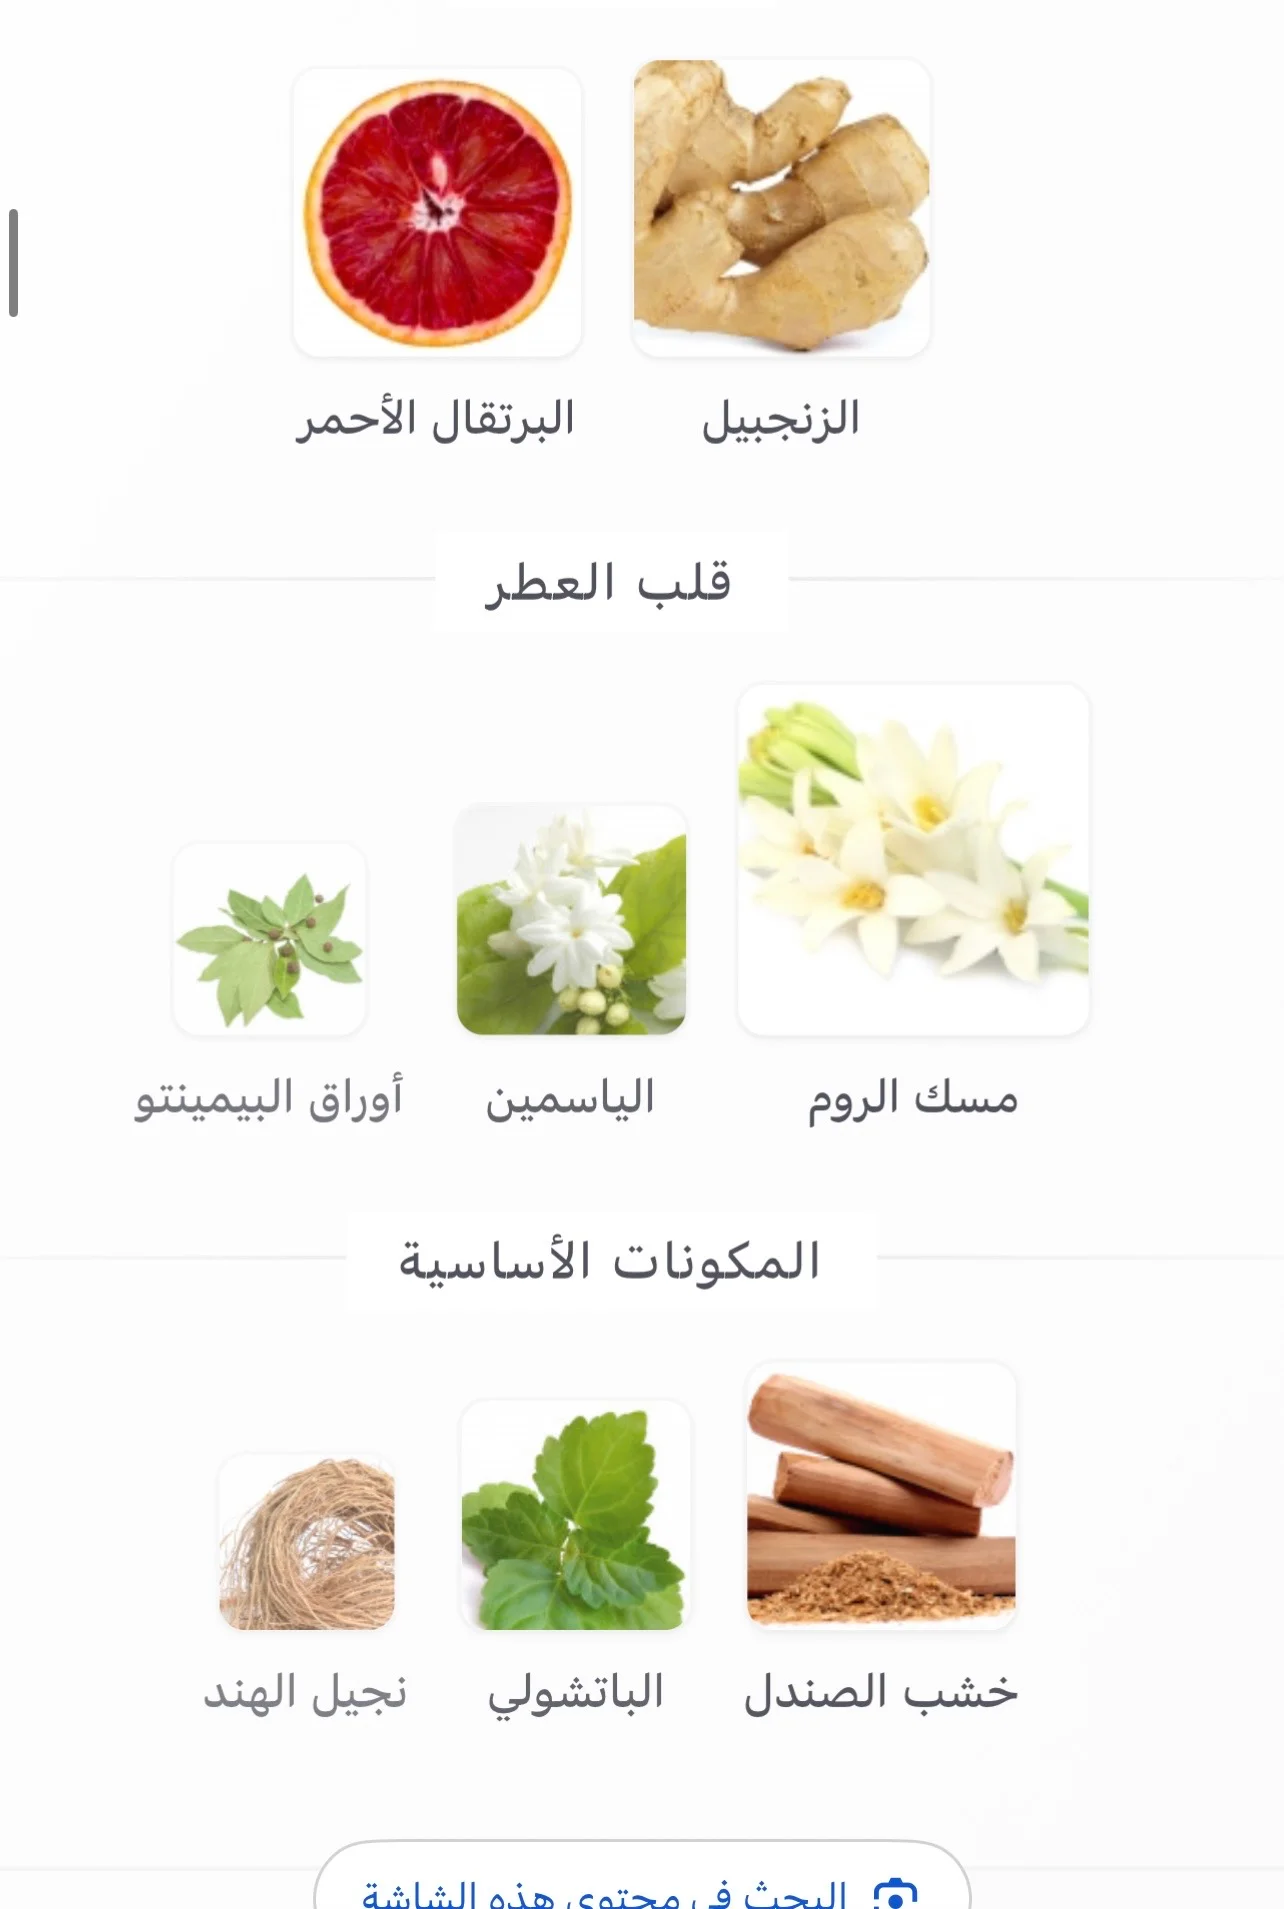 الزنجبيل
البرتقال الأحمر
قلب العطر
مسك الروم
الياسمين
أوراق البيمينتو
المكونات الأساسية
خشب الصندل
الباتشولي
نجيل الهند
البحث في محتوى هذه الشاشة